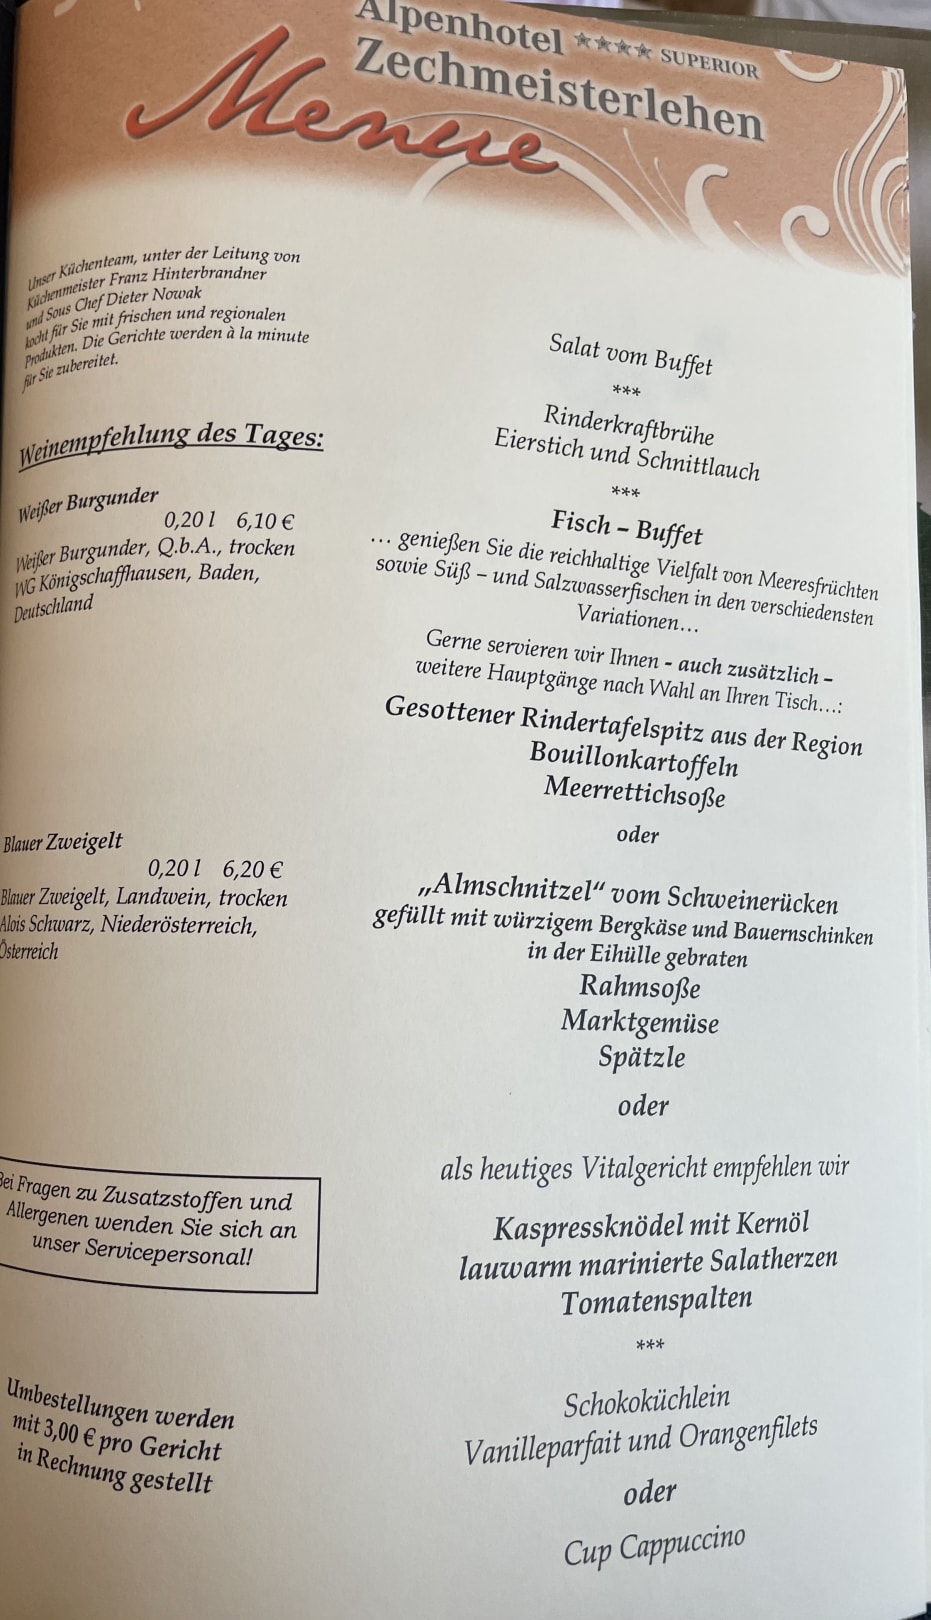 Alpenhotel ★★★★ SUPERIOR
Zechmeisterlehen
Menue
Unser Küchenteam, unter der Leitung von
Küchenmeister Franz Hinterbrandner
und Sous Chef Dieter Nowak
kocht für Sie mit frischen und regionalen
Produkten. Die Gerichte werden à la minute
für Sie zubereitet.
Weinempfehlung des Tages:
Weißer Burgunder
0,20 l 6,10 €
Weißer Burgunder, Q.b.A., trocken
WG Königschaffhausen, Baden,
Deutschland
Blauer Zweigelt
0,20 l 6,20 €
Blauer Zweigelt, Landwein, trocken
Alois Schwarz, Niederösterreich,
Österreich
Bei Fragen zu Zusatzstoffen und
Allergenen wenden Sie sich an
unser Servicepersonal!
Umbestellungen werden
mit 3,00 € pro Gericht
in Rechnung gestellt
Salat vom Buffet
***
Rinderkraftbrühe
Eierstich und Schnittlauch
***
Fisch – Buffet
… genießen Sie die reichhaltige Vielfalt von Meeresfrüchten
sowie Süß – und Salzwasserfischen in den verschiedensten
Variationen…
Gerne servieren wir Ihnen - auch zusätzlich –
weitere Hauptgänge nach Wahl an Ihren Tisch…:
Gesottener Rindertafelspitz aus der Region
Bouillonkartoffeln
Meerrettichsoße
oder
„Almschnitzel“ vom Schweinerücken
gefüllt mit würzigem Bergkäse und Bauernschinken
in der Eihülle gebraten
Rahmsoße
Marktgemüse
Spätzle
oder
als heutiges Vitalgericht empfehlen wir
Kaspressknödel mit Kernöl
lauwarm marinierte Salatherzen
Tomatenspalten
***
Schokoküchlein
Vanilleparfait und Orangenfilets
oder
Cup Cappuccino